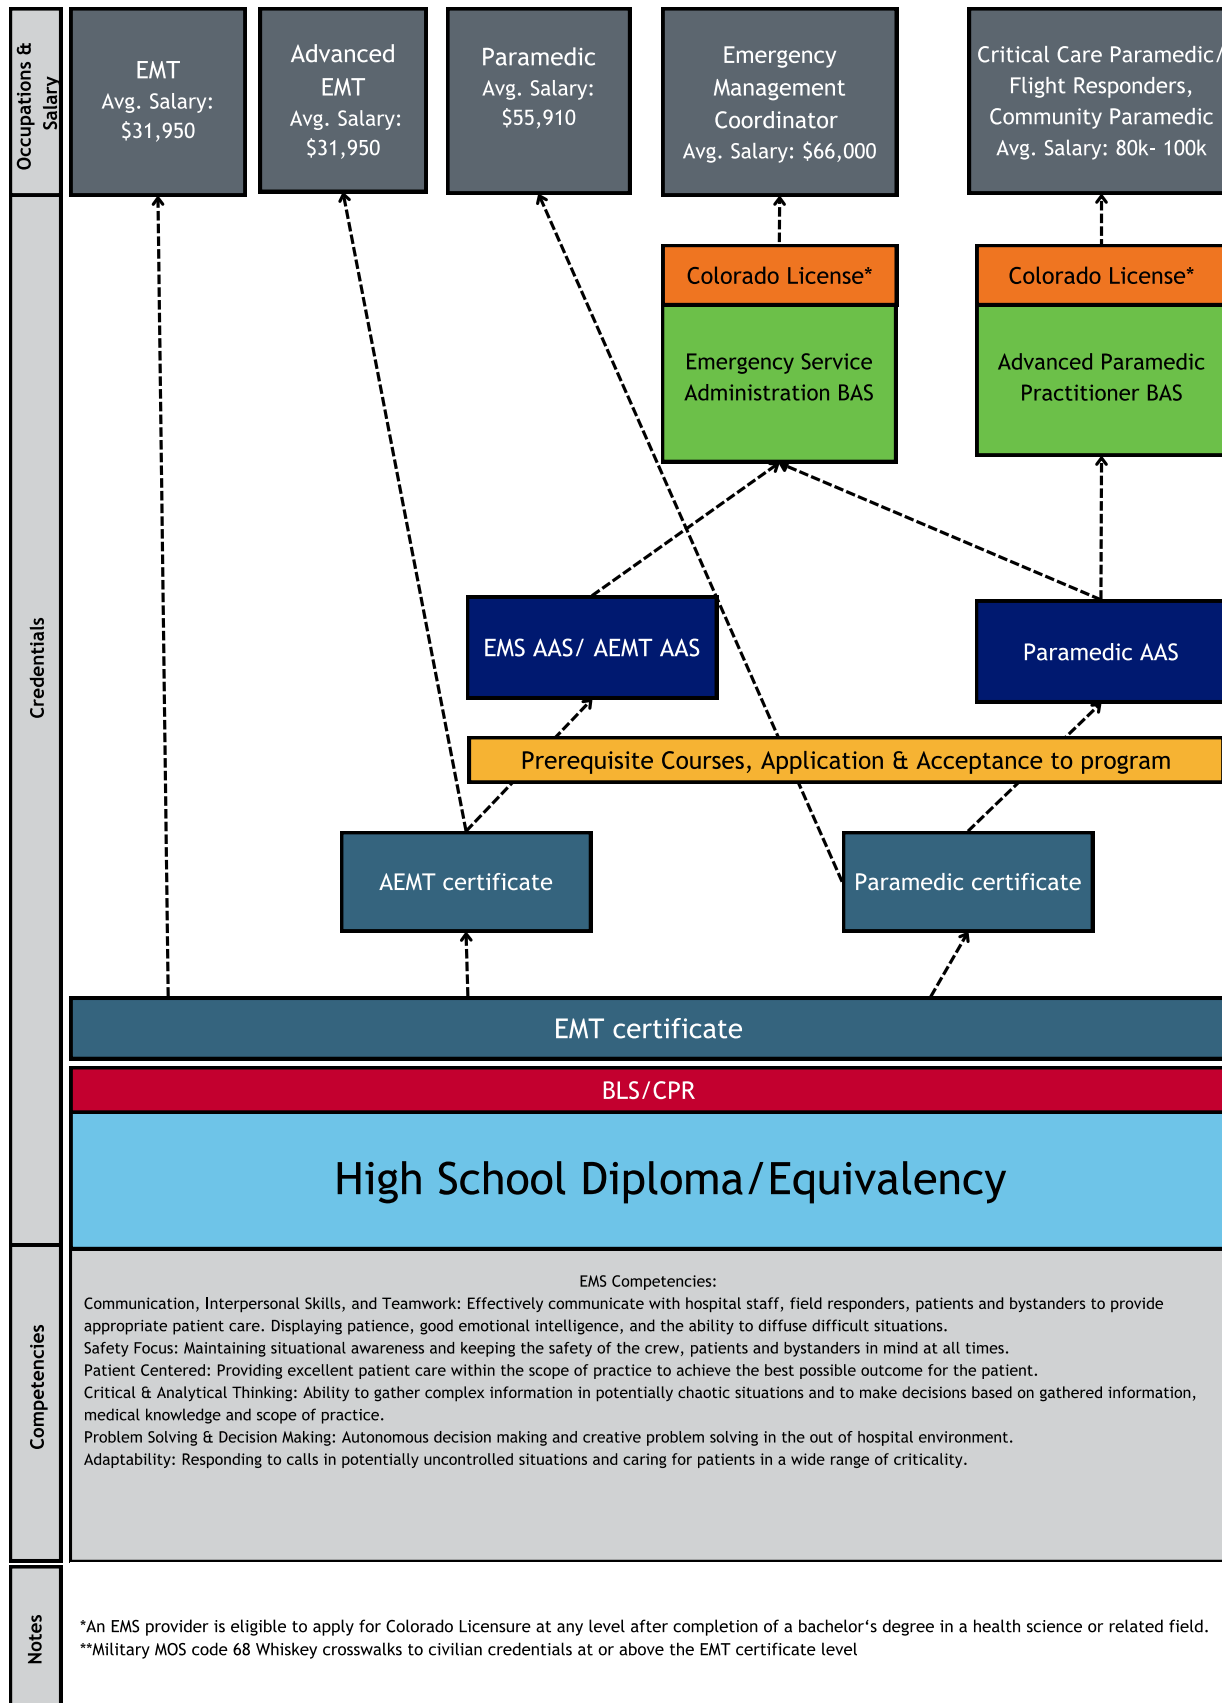 Occupations &
Salary
EMT
Avg. Salary:
$31,950
Advanced
EMT
Avg. Salary:
$31,950
Paramedic
Avg. Salary:
$55,910
Emergency
Management
Coordinator
Avg. Salary: $66,000
Critical Care Paramedic/
Flight Responders,
Community Paramedic
Avg. Salary: 80k- 100k
Credentials
Colorado License*
Colorado License*
Emergency Service
Administration BAS
Advanced Paramedic
Practitioner BAS
EMS AAS/ AEMT AAS
Paramedic AAS
Prerequisite Courses, Application & Acceptance to program
AEMT certificate
Paramedic certificate
EMT certificate
BLS/CPR
High School Diploma/Equivalency
Competencies
EMS Competencies:
Communication, Interpersonal Skills, and Teamwork: Effectively communicate with hospital staff, field responders, patients and bystanders to provide
appropriate patient care. Displaying patience, good emotional intelligence, and the ability to diffuse difficult situations.
Safety Focus: Maintaining situational awareness and keeping the safety of the crew, patients and bystanders in mind at all times.
Patient Centered: Providing excellent patient care within the scope of practice to achieve the best possible outcome for the patient.
Critical & Analytical Thinking: Ability to gather complex information in potentially chaotic situations and to make decisions based on gathered information,
medical knowledge and scope of practice.
Problem Solving & Decision Making: Autonomous decision making and creative problem solving in the out of hospital environment.
Adaptability: Responding to calls in potentially uncontrolled situations and caring for patients in a wide range of criticality.
Notes
*An EMS provider is eligible to apply for Colorado Licensure at any level after completion of a bachelor‘s degree in a health science or related field.
**Military MOS code 68 Whiskey crosswalks to civilian credentials at or above the EMT certificate level